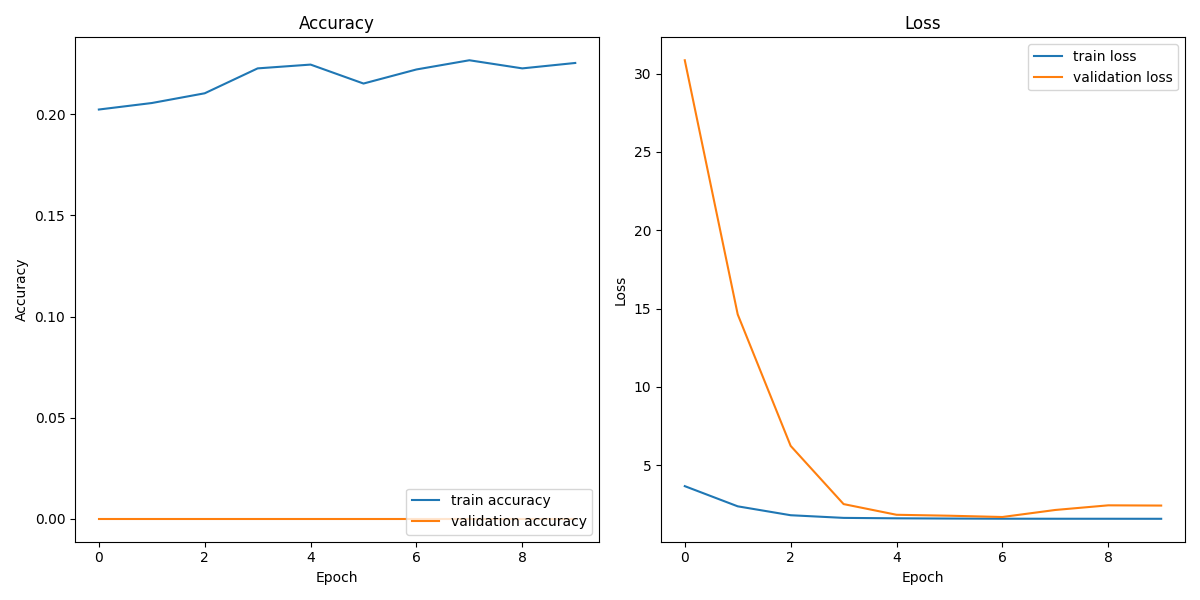 Accuracy
Accuracy
0.20
0.15
0.10
0.05
0.00
train accuracy
validation accuracy
0 2 4 6 8
Epoch
Loss
Loss
30
25
20
15
10
5
train loss
validation loss
0 2 4 6 8
Epoch